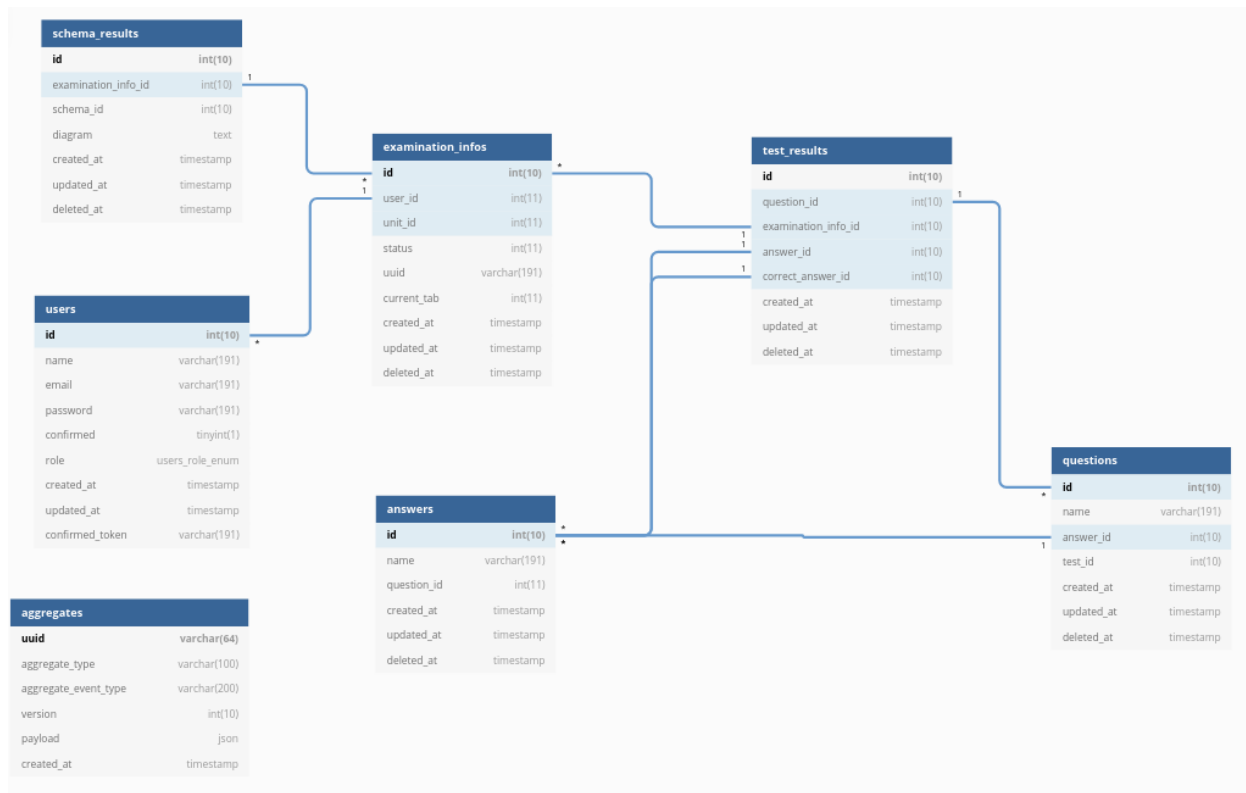 schema_results
id int(10)
examination_info_id int(10)
schema_id int(10)
diagram text
created_at timestamp
updated_at timestamp
deleted_at timestamp
1
*
1
examination_infos
id int(10)
user_id int(11)
unit_id int(11)
status int(11)
uuid varchar(191)
current_tab int(11)
created_at timestamp
updated_at timestamp
deleted_at timestamp
*
1
1
1
test_results
id int(10)
question_id int(10)
examination_info_id int(10)
answer_id int(10)
correct_answer_id int(10)
created_at timestamp
updated_at timestamp
deleted_at timestamp
1
users
id int(10)
name varchar(191)
email varchar(191)
password varchar(191)
confirmed tinyint(1)
role users_role_enum
created_at timestamp
updated_at timestamp
confirmed_token varchar(191)
*
answers
id int(10)
name varchar(191)
question_id int(11)
created_at timestamp
updated_at timestamp
deleted_at timestamp
*
*
questions
id int(10)
name varchar(191)
answer_id int(10)
test_id int(10)
created_at timestamp
updated_at timestamp
deleted_at timestamp
*
1
aggregates
uuid varchar(64)
aggregate_type varchar(100)
aggregate_event_type varchar(200)
version int(10)
payload json
created_at timestamp